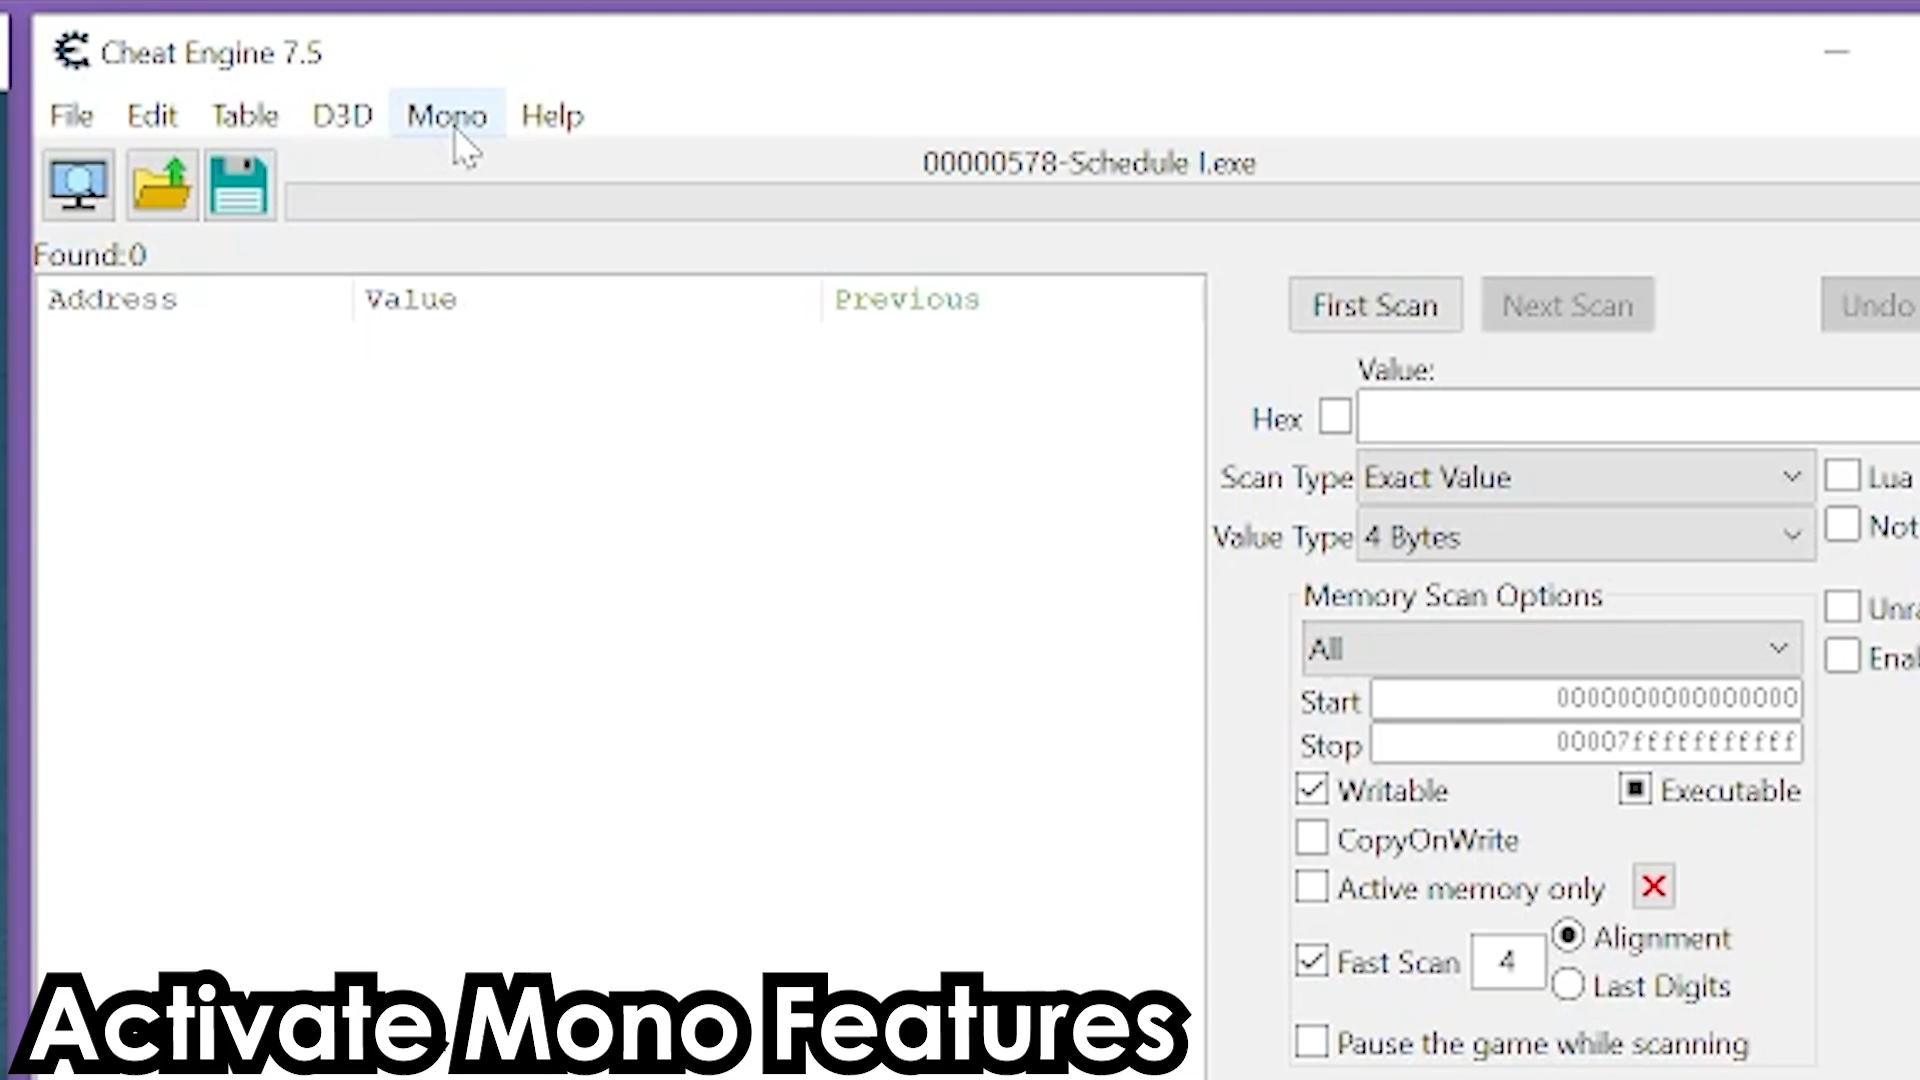 Cheat Engine 7.5
File Edit Table D3D Mono Help
00000578-Schedule I.exe
Found:0
Address Value Previous
First Scan Next Scan Undo
Value:
Hex
Scan Type Exact Value
Lua
Value Type 4 Bytes
Not
Memory Scan Options
All
Start 0000000000000000
Stop 00007fffffffffff
Writable Executable
CopyOnWrite
Active memory only
Fast Scan 4 Alignment
Last Digits
Pause the game while scanning
Activate Mono Features